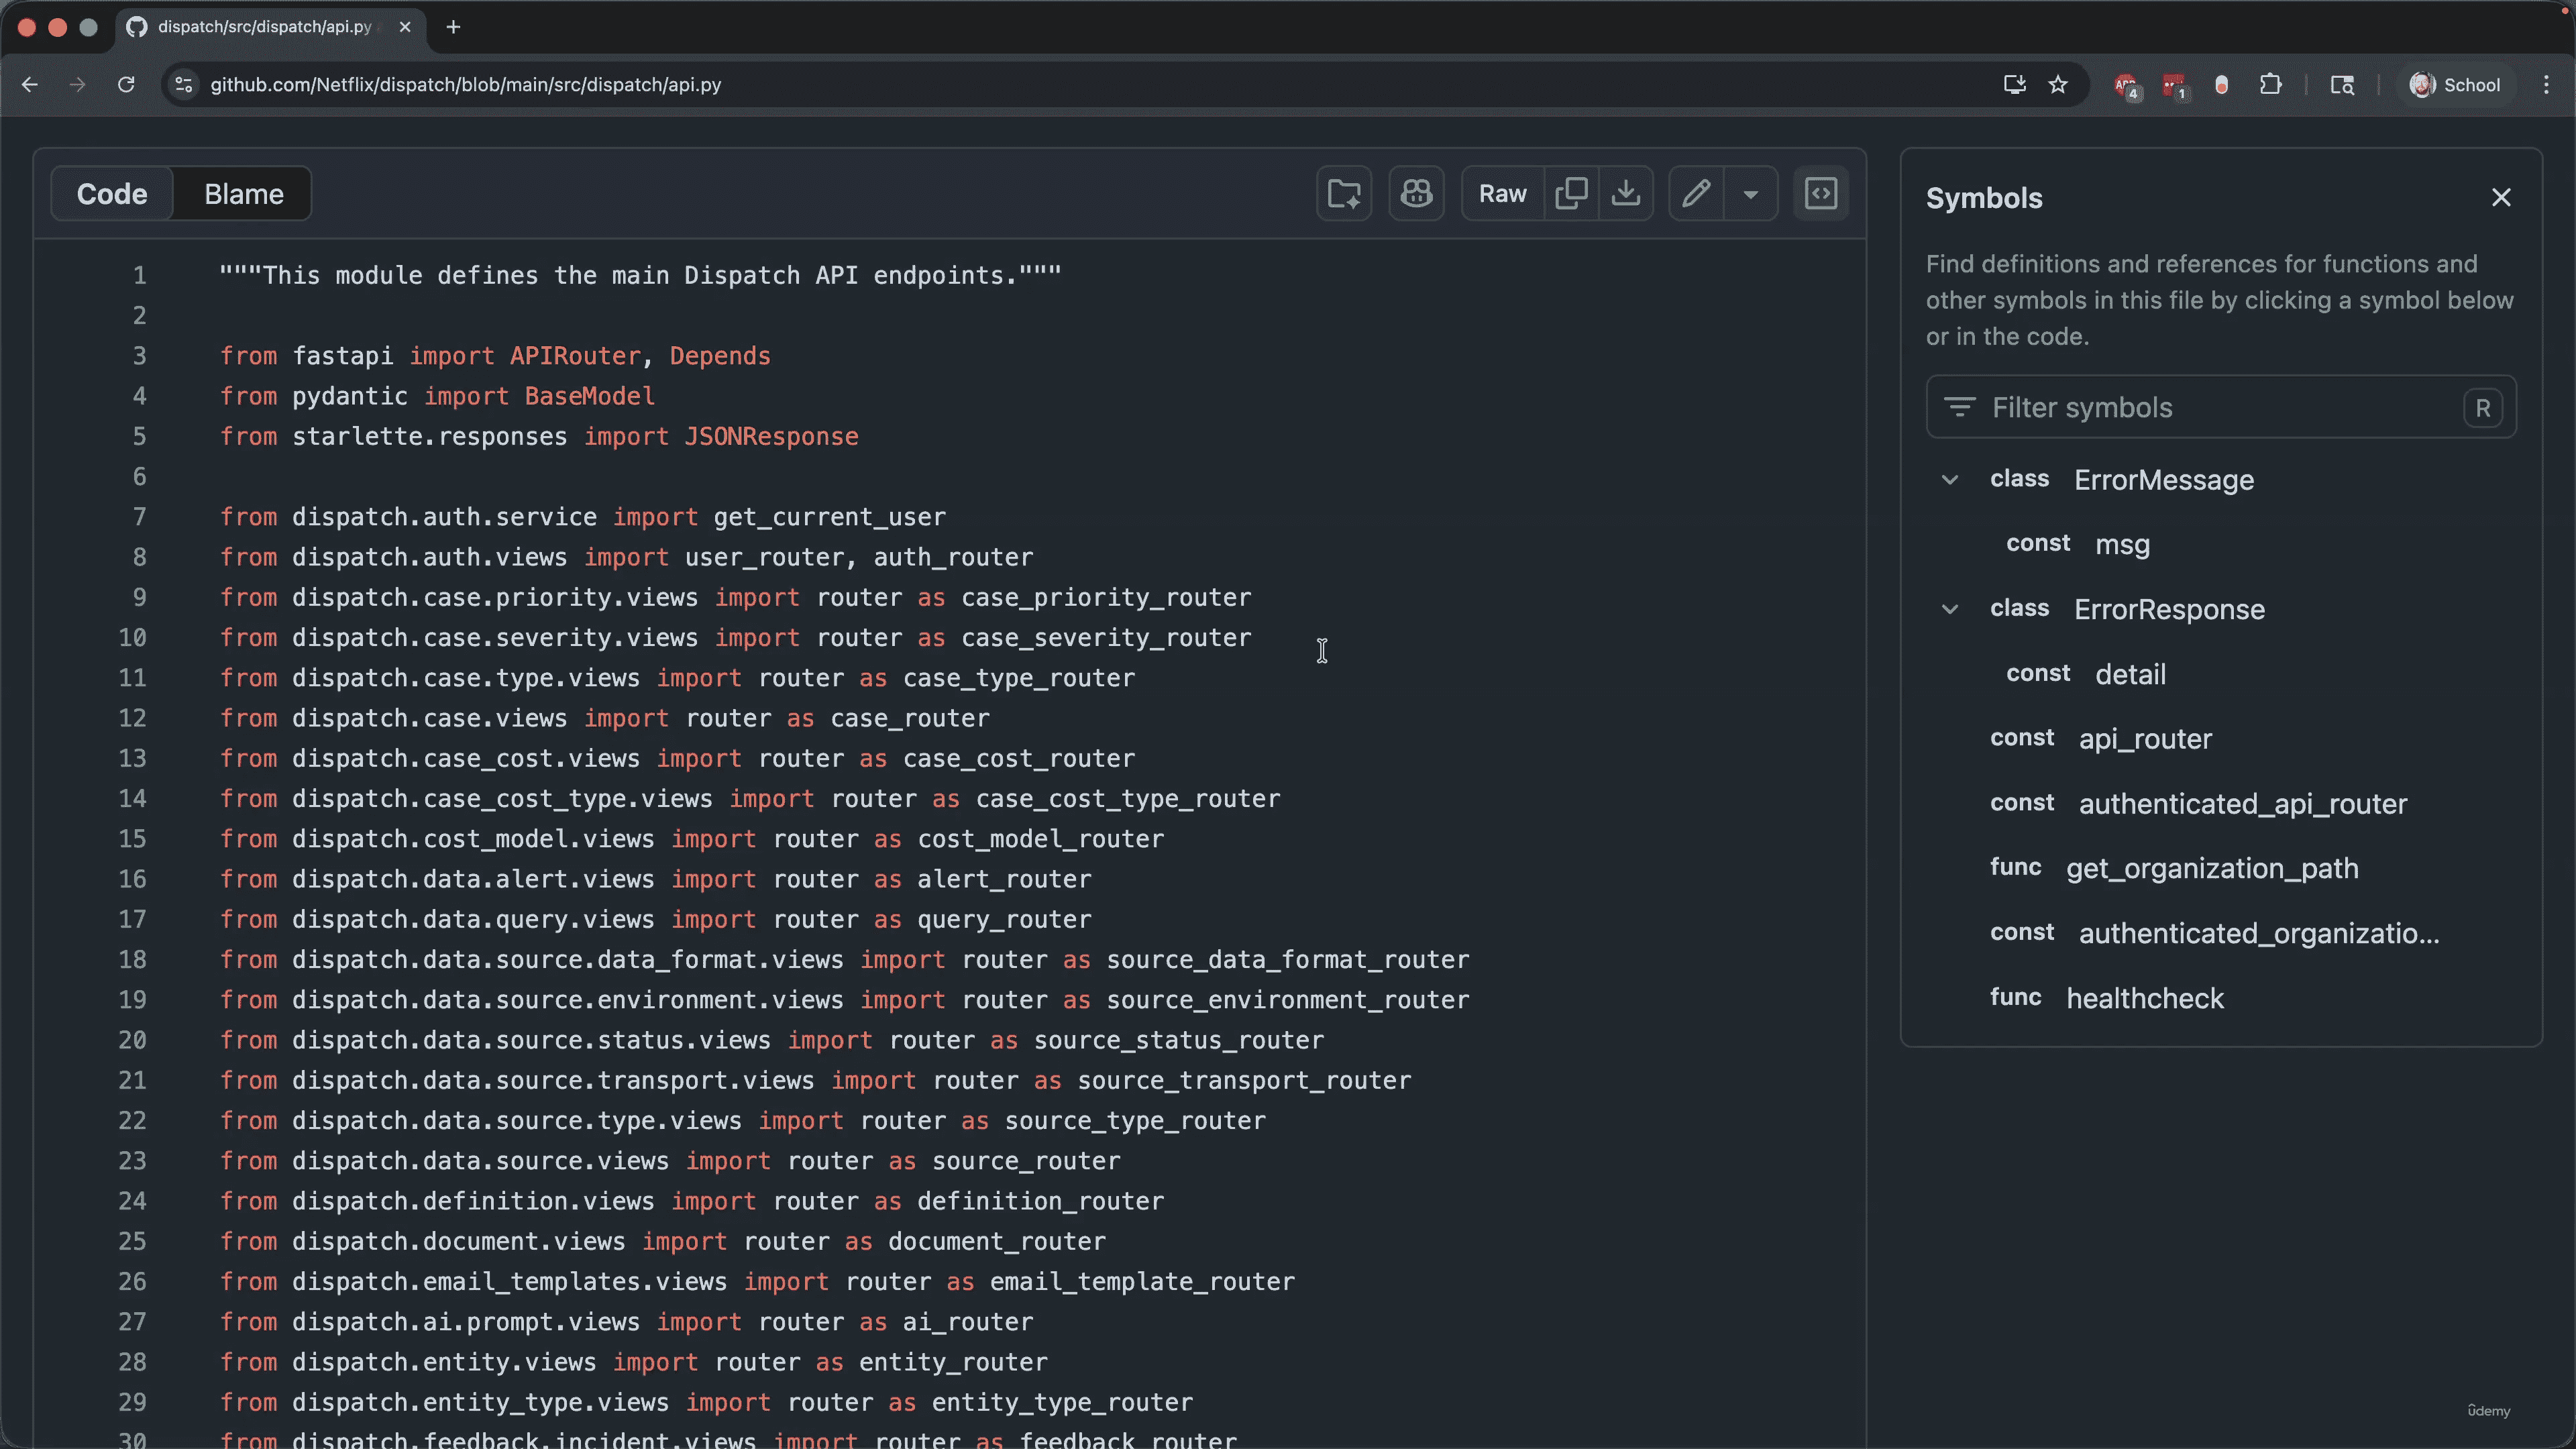 dispatch/src/dispatch/api.py
github.com/Netflix/dispatch/blob/main/src/dispatch/api.py
4
1
School
Code
Blame
Raw
1 """This module defines the main Dispatch API endpoints."""
2
3 from fastapi import APIRouter, Depends
4 from pydantic import BaseModel
5 from starlette.responses import JSONResponse
6
7 from dispatch.auth.service import get_current_user
8 from dispatch.auth.views import user_router, auth_router
9 from dispatch.case.priority.views import router as case_priority_router
10 from dispatch.case.severity.views import router as case_severity_router
11 from dispatch.case.type.views import router as case_type_router
12 from dispatch.case.views import router as case_router
13 from dispatch.case_cost.views import router as case_cost_router
14 from dispatch.case_cost_type.views import router as case_cost_type_router
15 from dispatch.cost_model.views import router as cost_model_router
16 from dispatch.data.alert.views import router as alert_router
17 from dispatch.data.query.views import router as query_router
18 from dispatch.data.source.data_format.views import router as source_data_format_router
19 from dispatch.data.source.environment.views import router as source_environment_router
20 from dispatch.data.source.status.views import router as source_status_router
21 from dispatch.data.source.transport.views import router as source_transport_router
22 from dispatch.data.source.type.views import router as source_type_router
23 from dispatch.data.source.views import router as source_router
24 from dispatch.definition.views import router as definition_router
25 from dispatch.document.views import router as document_router
26 from dispatch.email_templates.views import router as email_template_router
27 from dispatch.ai.prompt.views import router as ai_router
28 from dispatch.entity.views import router as entity_router
29 from dispatch.entity_type.views import router as entity_type_router
30 from dispatch.feedback.incident.views import router as feedback_router
Symbols
Find definitions and references for functions and
other symbols in this file by clicking a symbol below
or in the code.
Filter symbols
R
class ErrorMessage
const msg
class ErrorResponse
const detail
const api_router
const authenticated_api_router
func get_organization_path
const authenticated_organizatio...
func healthcheck
ûdemy